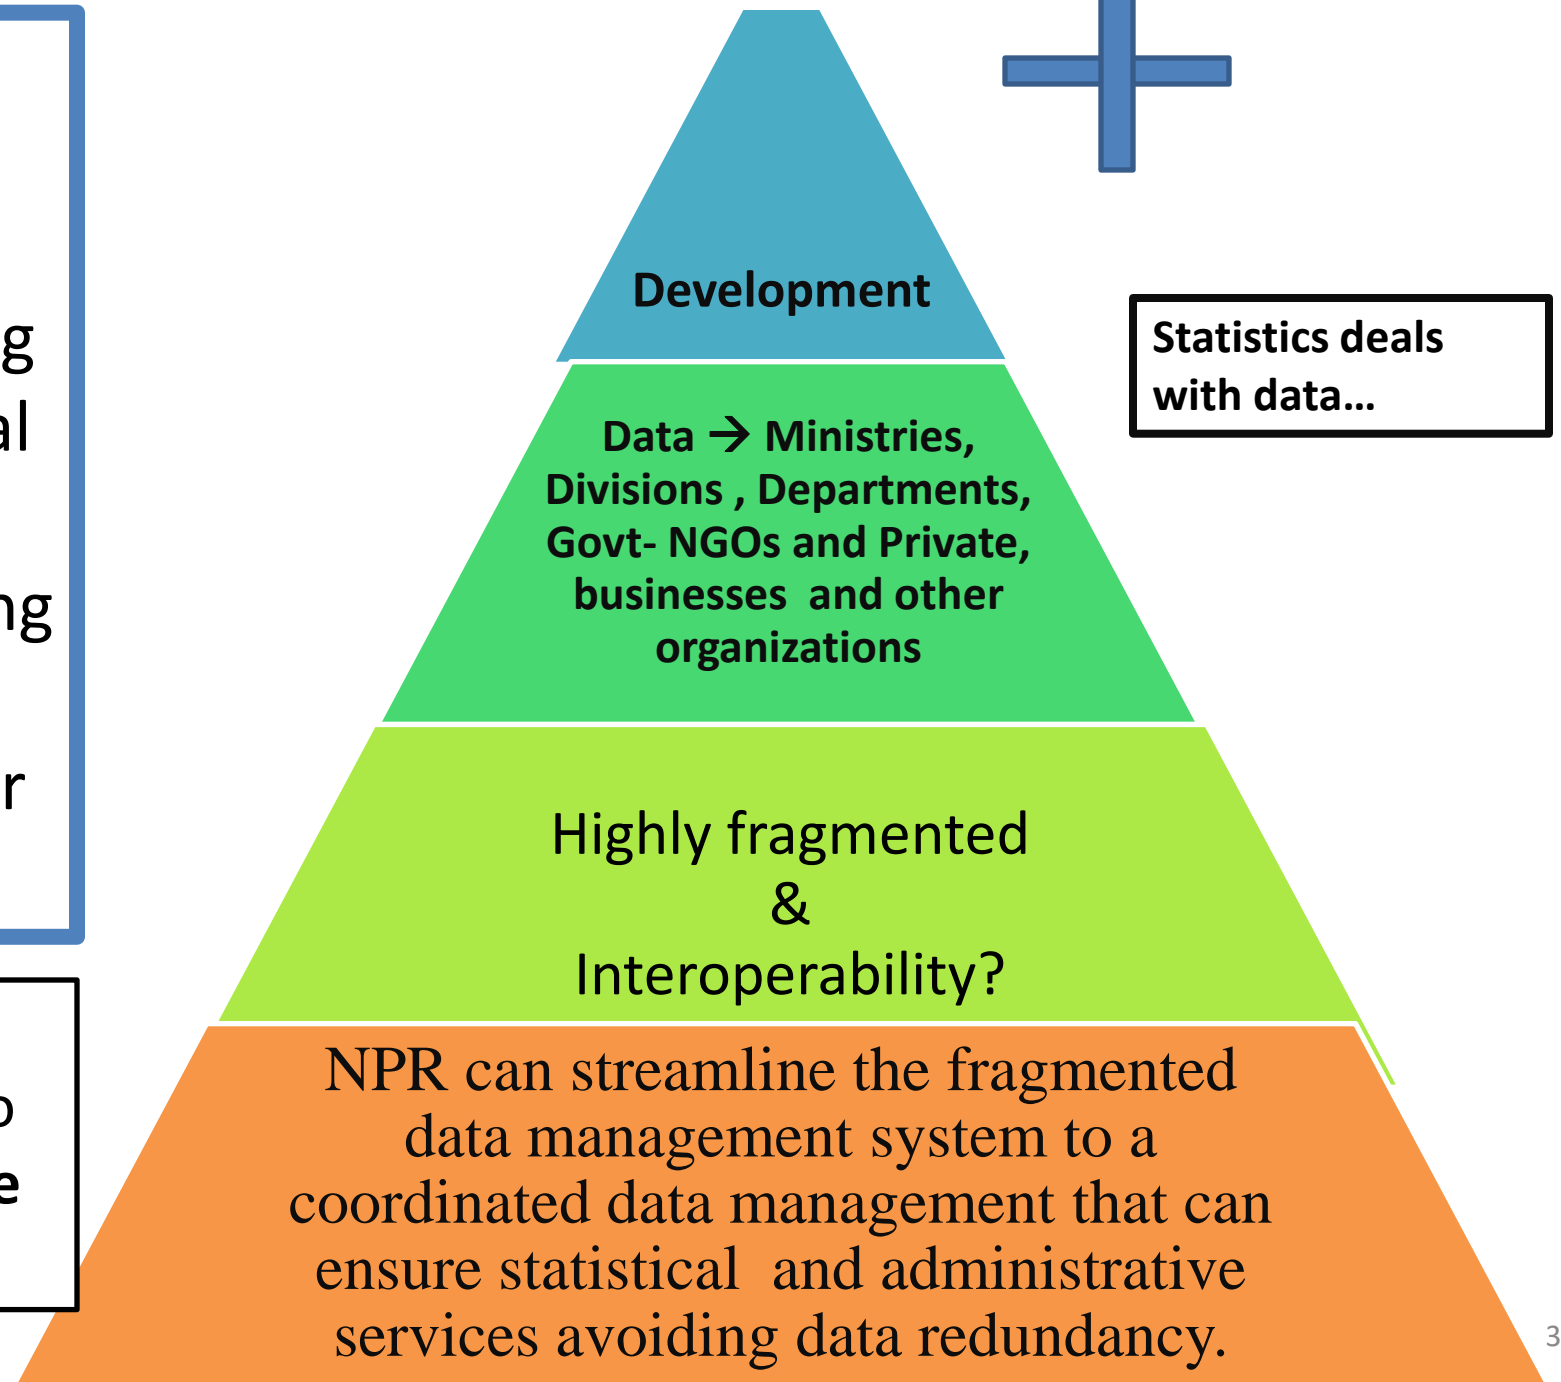 Development
Statistics deals
with data...
Data → Ministries,
Divisions , Departments,
Govt- NGOs and Private,
businesses and other
organizations
Highly fragmented
&
Interoperability?
NPR can streamline the fragmented
data management system to a
coordinated data management that can
ensure statistical and administrative
services avoiding data redundancy.
3